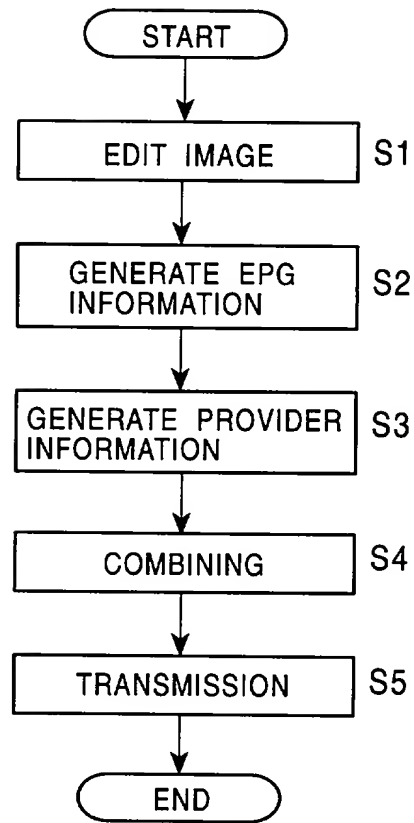 START
EDIT IMAGE S1
GENERATE EPG
INFORMATION
S2
GENERATE PROVIDER
INFORMATION
S3
COMBINING S4
TRANSMISSION S5
END